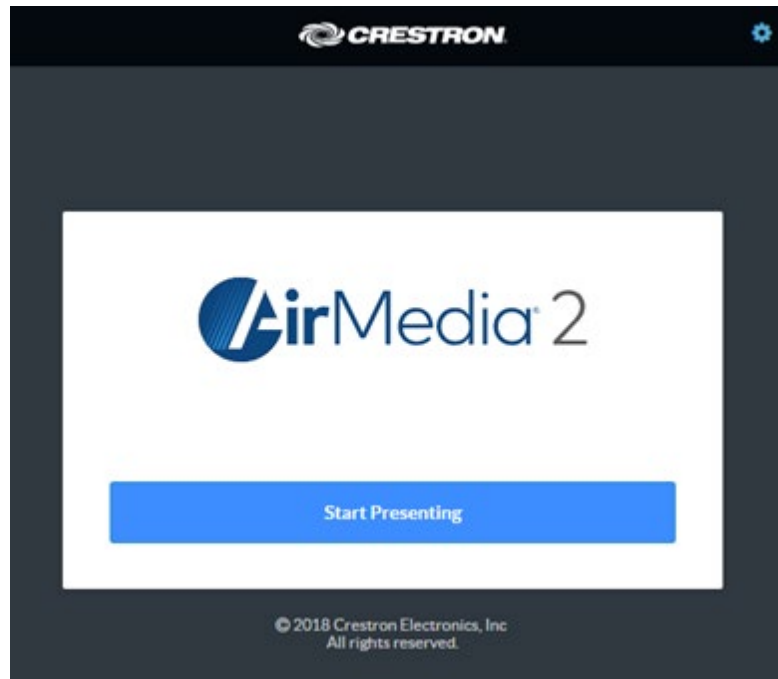 CRESTRON
AirMedia® 2
Start Presenting
© 2018 Crestron Electronics, Inc
All rights reserved.